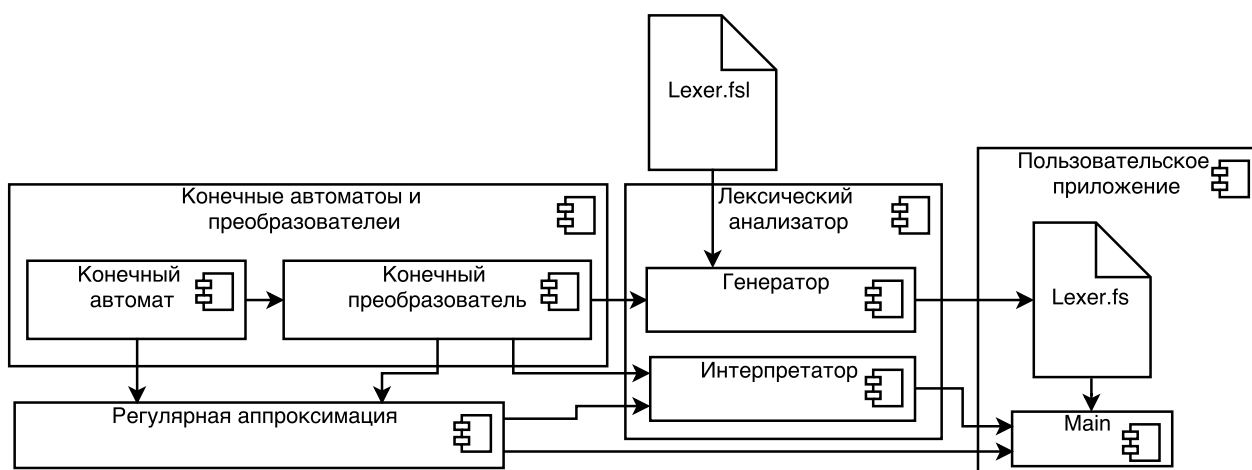 Lexer.fsl
Пользовательское
приложение
Конечные автоматоы и
преобразователеи
Лексический
анализатор
Конечный
автомат
Конечный
преобразователь
Генератор
Lexer.fs
Интерпретатор
Регулярная аппроксимация
Main